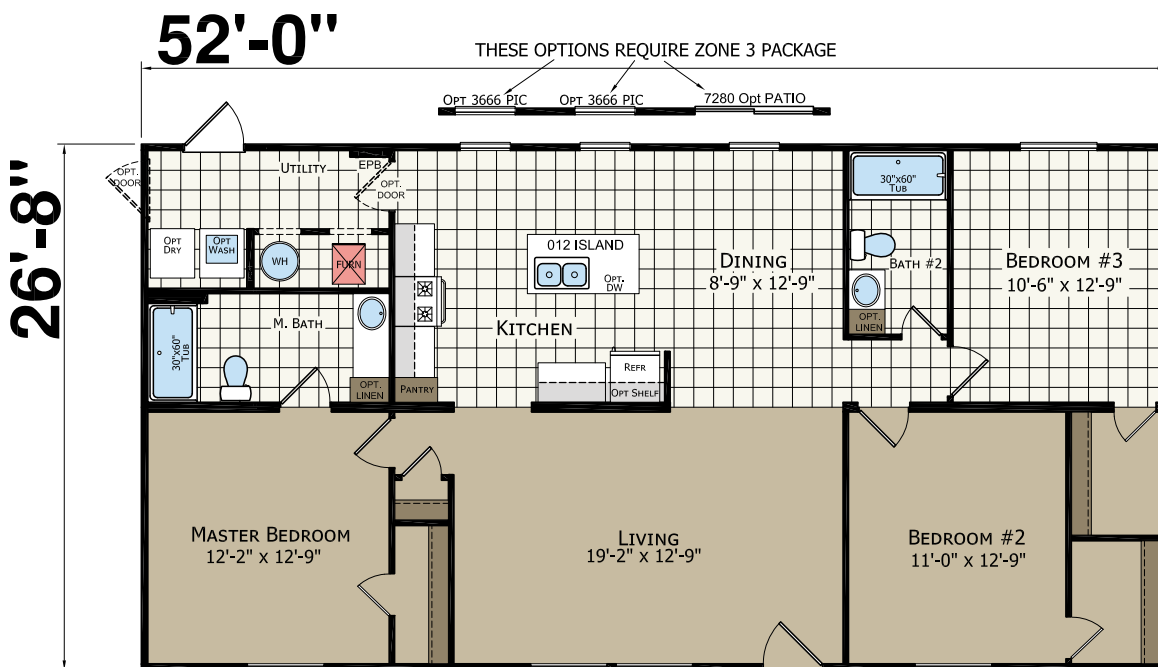 52'-0"
THESE OPTIONS REQUIRE ZONE 3 PACKAGE
OPT 3666 PIC
OPT 3666 PIC
7280 Opt PATIO
26'-8"
OPT.
DOOR
UTILITY
EPB
OPT.
DOOR
OPT
DRY
OPT
WASH
WH
FURN
30"x60"
TUB
M. BATH
OPT.
LINEN
PANTRY
012 ISLAND
OPT.
DW
KITCHEN
REFR
OPT SHELF
DINING
8'-9" x 12'-9"
30"x60"
TUB
BATH #2
OPT.
LINEN
BEDROOM #3
10'-6" x 12'-9"
MASTER BEDROOM
12'-2" x 12'-9"
LIVING
19'-2" x 12'-9"
BEDROOM #2
11'-0" x 12'-9"